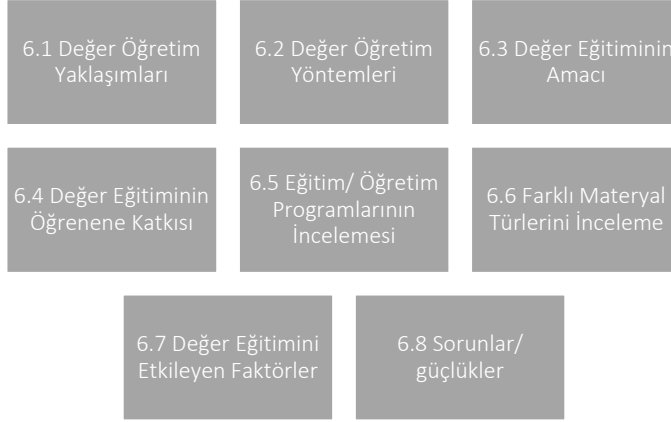 6.1 Değer Öğretim
Yaklaşımları
6.2 Değer Öğretim
Yöntemleri
6.3 Değer Eğitiminin
Amacı
6.4 Değer Eğitiminin
Öğrenene Katkısı
6.5 Eğitim/ Öğretim
Programlarının
İncelemesi
6.6 Farklı Materyal
Türlerini İnceleme
6.7 Değer Eğitimini
Etkileyen Faktörler
6.8 Sorunlar/
güçlükler